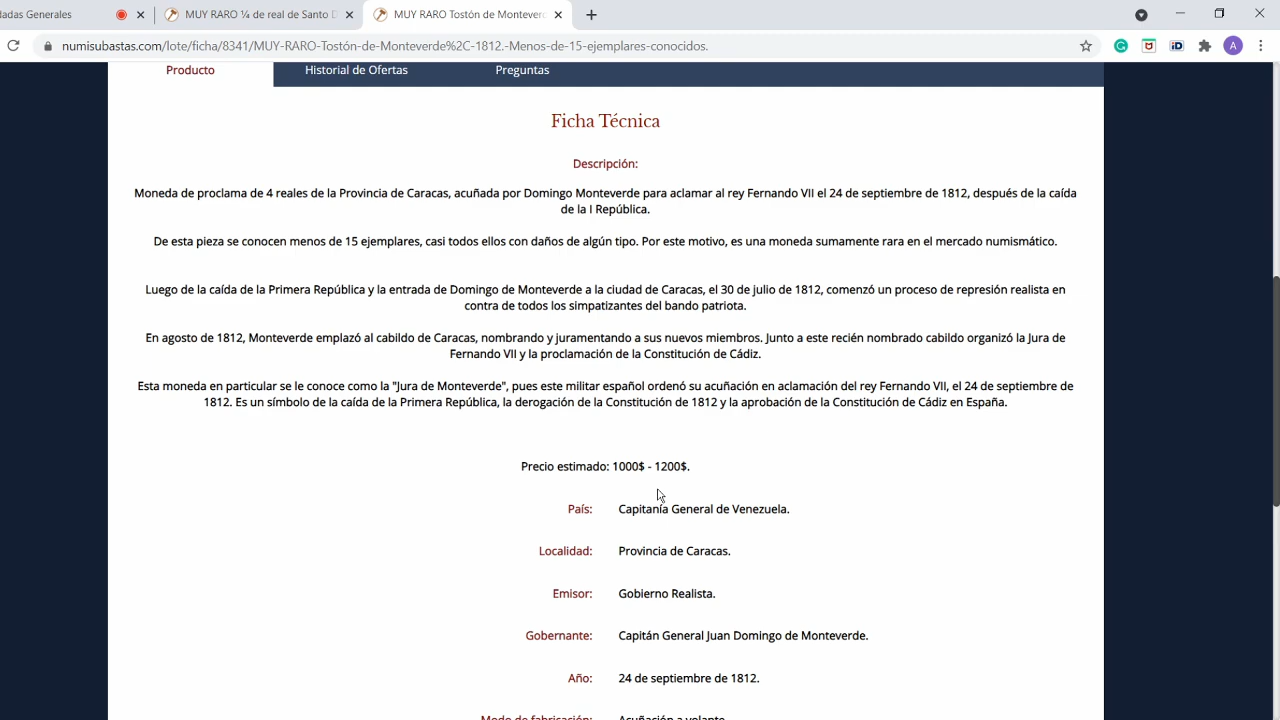 ladas Generales
MUY RARO ¼ de real de Santo D
MUY RARO Tostón de Monteverd
numisubastas.com/lote/ficha/8341/MUY-RARO-Tostón-de-Monteverde%2C-1812.-Menos-de-15-ejemplares-conocidos.
A
Producto
Historial de Ofertas
Preguntas
Ficha Técnica
Descripción:
Moneda de proclama de 4 reales de la Provincia de Caracas, acuñada por Domingo Monteverde para aclamar al rey Fernando VII el 24 de septiembre de 1812, después de la caída
de la I República.
De esta pieza se conocen menos de 15 ejemplares, casi todos ellos con daños de algún tipo. Por este motivo, es una moneda sumamente rara en el mercado numismático.
Luego de la caída de la Primera República y la entrada de Domingo de Monteverde a la ciudad de Caracas, el 30 de julio de 1812, comenzó un proceso de represión realista en
contra de todos los simpatizantes del bando patriota.
En agosto de 1812, Monteverde emplazó al cabildo de Caracas, nombrando y juramentando a sus nuevos miembros. Junto a este recién nombrado cabildo organizó la Jura de
Fernando VII y la proclamación de la Constitución de Cádiz.
Esta moneda en particular se le conoce como la "Jura de Monteverde", pues este militar español ordenó su acuñación en aclamación del rey Fernando VII, el 24 de septiembre de
1812. Es un símbolo de la caída de la Primera República, la derogación de la Constitución de 1812 y la aprobación de la Constitución de Cádiz en España.
Precio estimado: 1000$ - 1200$.
País: Capitanía General de Venezuela.
Localidad: Provincia de Caracas.
Emisor: Gobierno Realista.
Gobernante: Capitán General Juan Domingo de Monteverde.
Año: 24 de septiembre de 1812.
Modo de fabricación: Acuñación a volante.